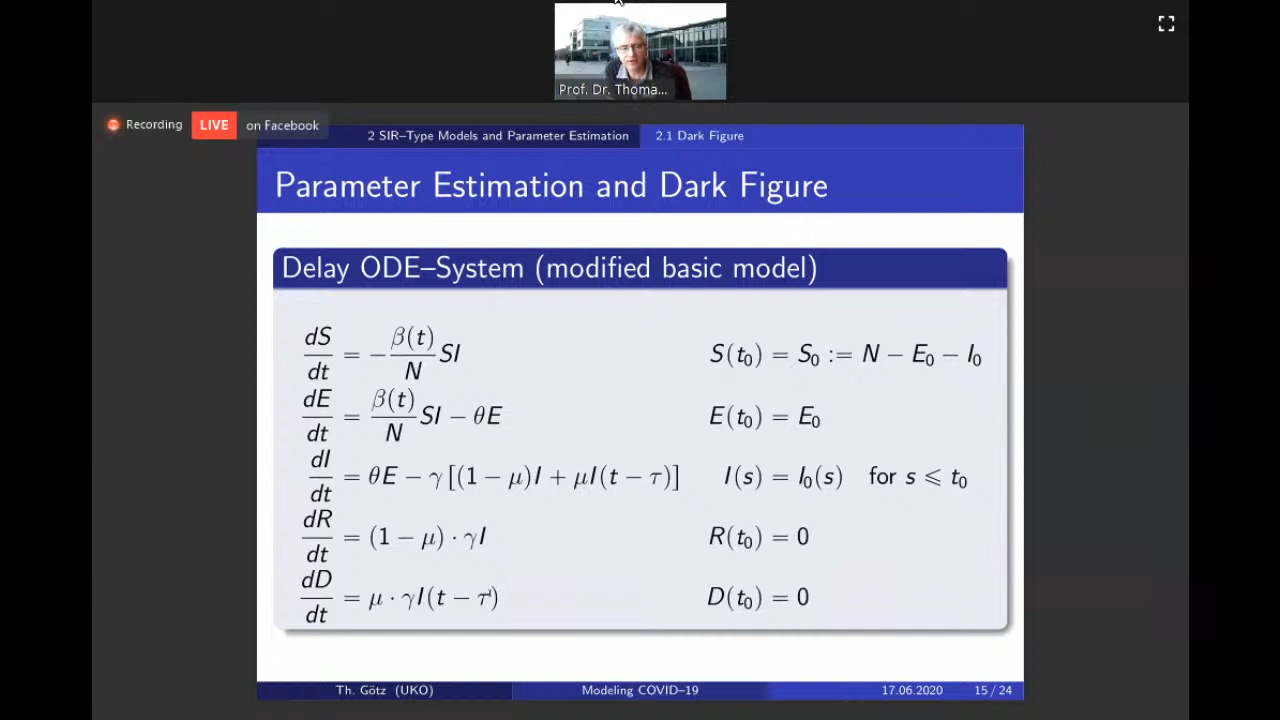 Prof. Dr. Thoma...
Recording LIVE on Facebook
2 SIR–Type Models and Parameter Estimation 2.1 Dark Figure
Parameter Estimation and Dark Figure
Delay ODE–System (modified basic model)
dS/dt = −β(t)/N SI S(t₀) = S₀ := N − E₀ − I₀
dE/dt = β(t)/N SI − θE E(t₀) = E₀
dI/dt = θE − γ [(1 − μ)I + μI(t − τ)] I(s) = I₀(s) for s ⩽ t₀
dR/dt = (1 − μ) · γI R(t₀) = 0
dD/dt = μ · γI(t − τ) D(t₀) = 0
Th. Götz (UKO) Modeling COVID–19 17.06.2020 15 / 24